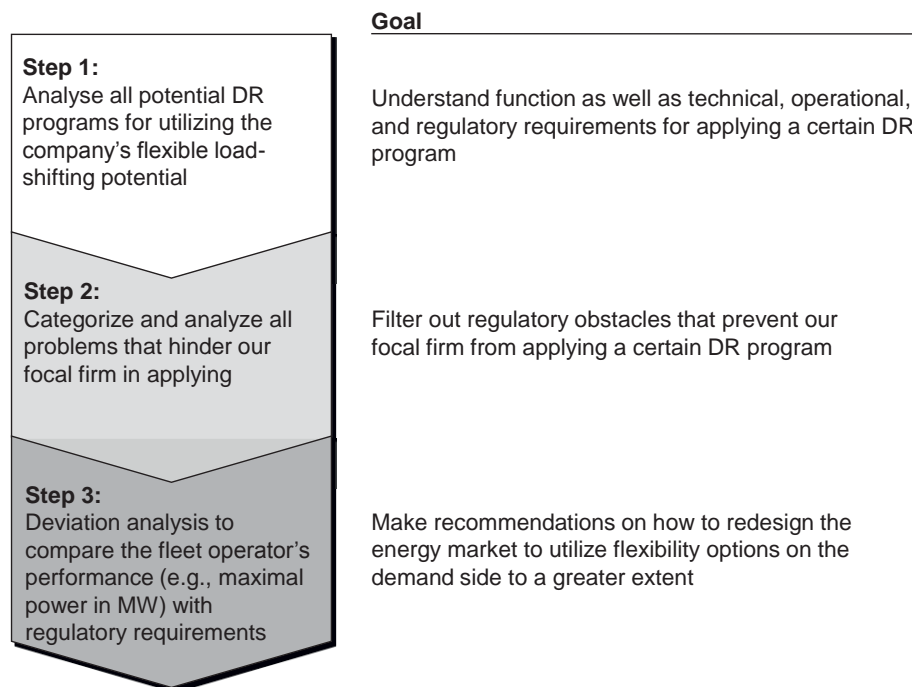 Goal
Step 1:
Analyse all potential DR
programs for utilizing the
company's flexible load-
shifting potential
Understand function as well as technical, operational,
and regulatory requirements for applying a certain DR
program
Step 2:
Categorize and analyze all
problems that hinder our
focal firm in applying
Filter out regulatory obstacles that prevent our
focal firm from applying a certain DR program
Step 3:
Deviation analysis to
compare the fleet operator's
performance (e.g., maximal
power in MW) with
regulatory requirements
Make recommendations on how to redesign the
energy market to utilize flexibility options on the
demand side to a greater extent